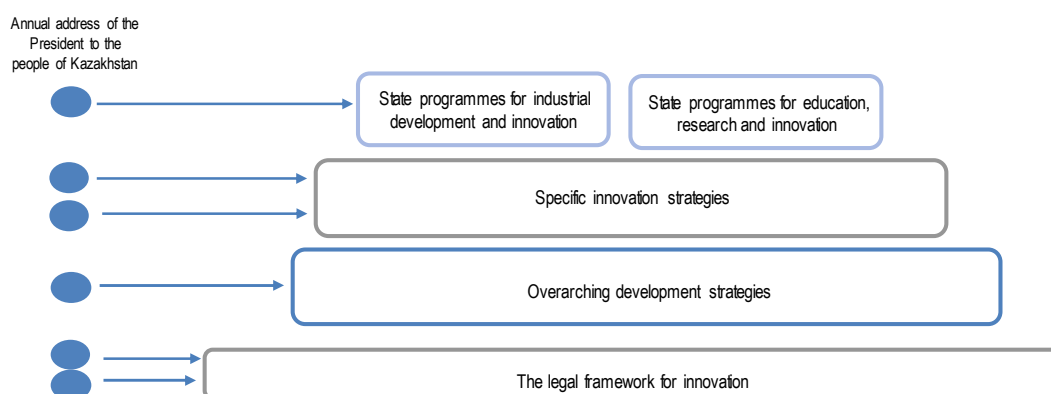 Annual address of the
President to the
people of Kazakhstan
State programmes for industrial
development and innovation
State programmes for education,
research and innovation
Specific innovation strategies
Overarching development strategies
The legal framework for innovation